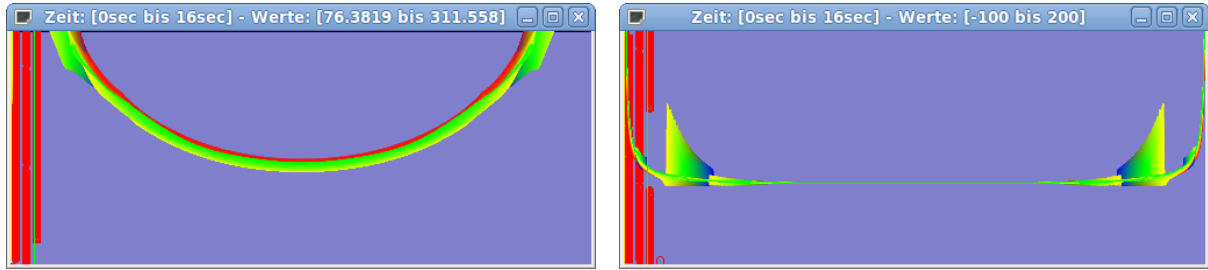 Zeit: [0sec bis 16sec] - Werte: [76.3819 bis 311.558]
Zeit: [0sec bis 16sec] - Werte: [-100 bis 200]